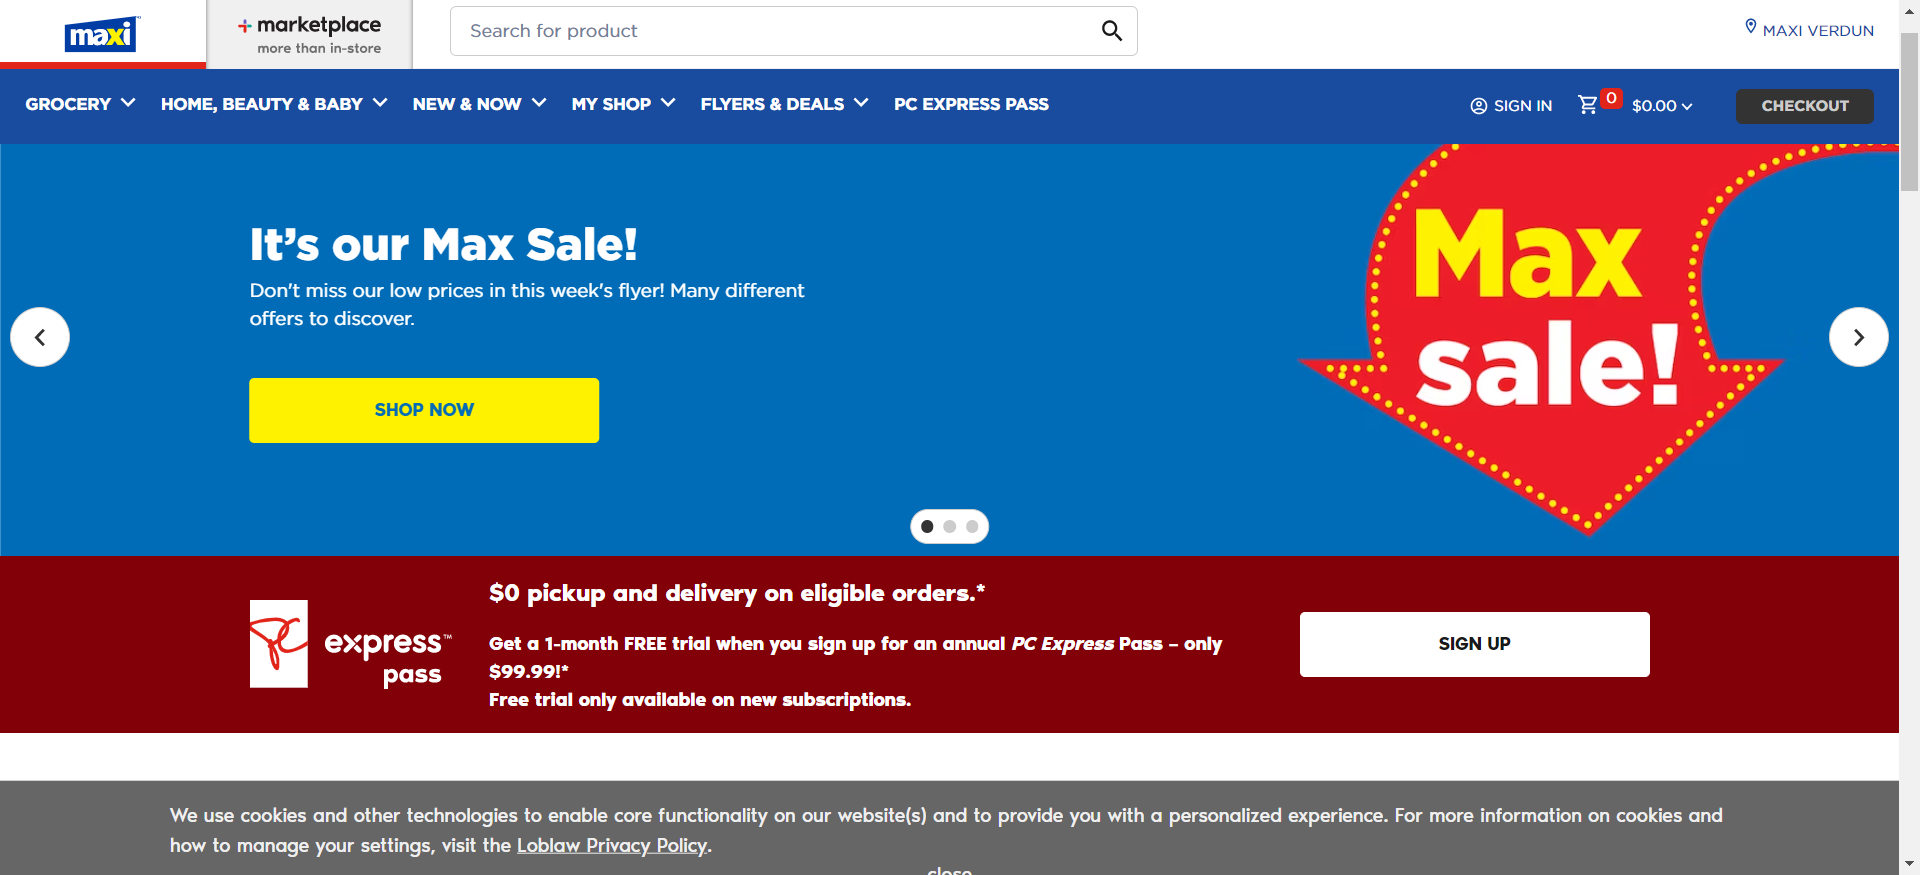 maxi
marketplace
more than in-store
Search for product
MAXI VERDUN
GROCERY
HOME, BEAUTY & BABY
NEW & NOW
MY SHOP
FLYERS & DEALS
PC EXPRESS PASS
SIGN IN
0
$0.00
CHECKOUT
It's our Max Sale!
Don't miss our low prices in this week's flyer! Many different
offers to discover.
SHOP NOW
Max
sale!
PC
express™
pass
$0 pickup and delivery on eligible orders.*
Get a 1-month FREE trial when you sign up for an annual PC Express Pass – only
$99.99!*
Free trial only available on new subscriptions.
SIGN UP
We use cookies and other technologies to enable core functionality on our website(s) and to provide you with a personalized experience. For more information on cookies and
how to manage your settings, visit the Loblaw Privacy Policy.
close